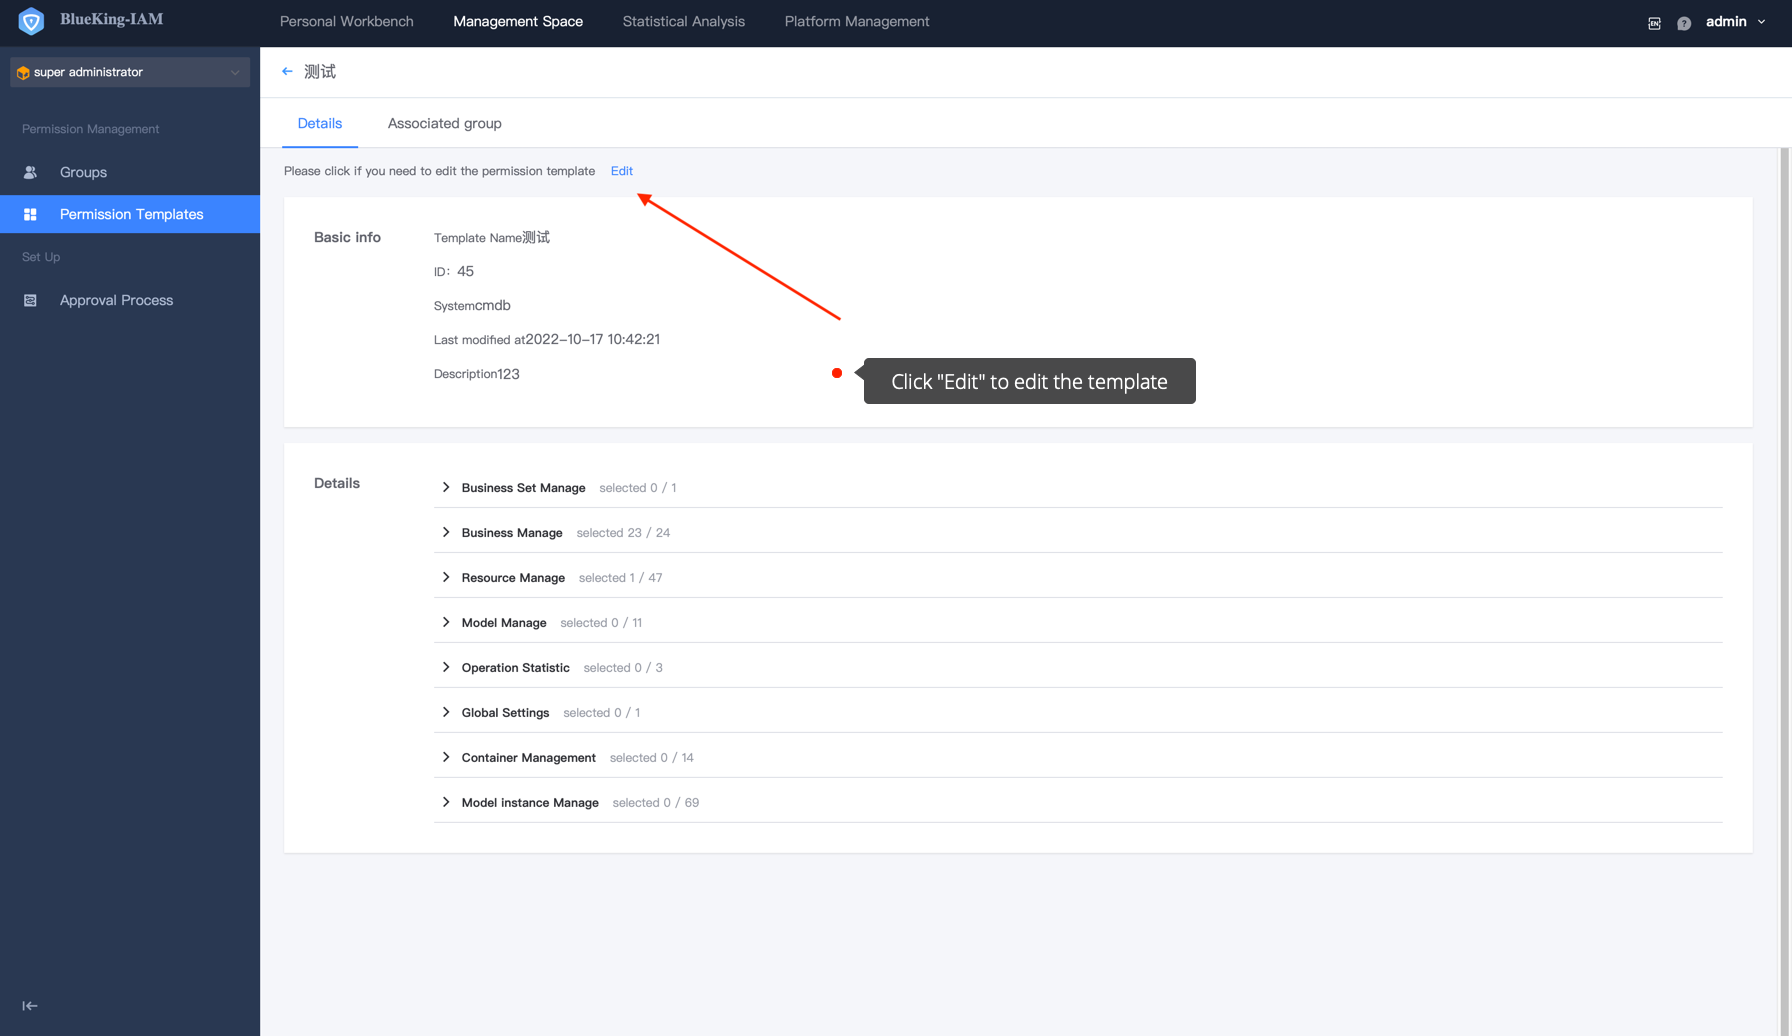 BlueKing-IAM
Personal Workbench
Management Space
Statistical Analysis
Platform Management
EN
?
admin
super administrator
Permission Management
Groups
Permission Templates
Set Up
Approval Process
测试
Details
Associated group
Please click if you need to edit the permission template Edit
Basic info
Template Name测试
ID：45
Systemcmdb
Last modified at2022-10-17 10:42:21
Description123
Click "Edit" to edit the template
Details
Business Set Manage selected 0 / 1
Business Manage selected 23 / 24
Resource Manage selected 1 / 47
Model Manage selected 0 / 11
Operation Statistic selected 0 / 3
Global Settings selected 0 / 1
Container Management selected 0 / 14
Model instance Manage selected 0 / 69